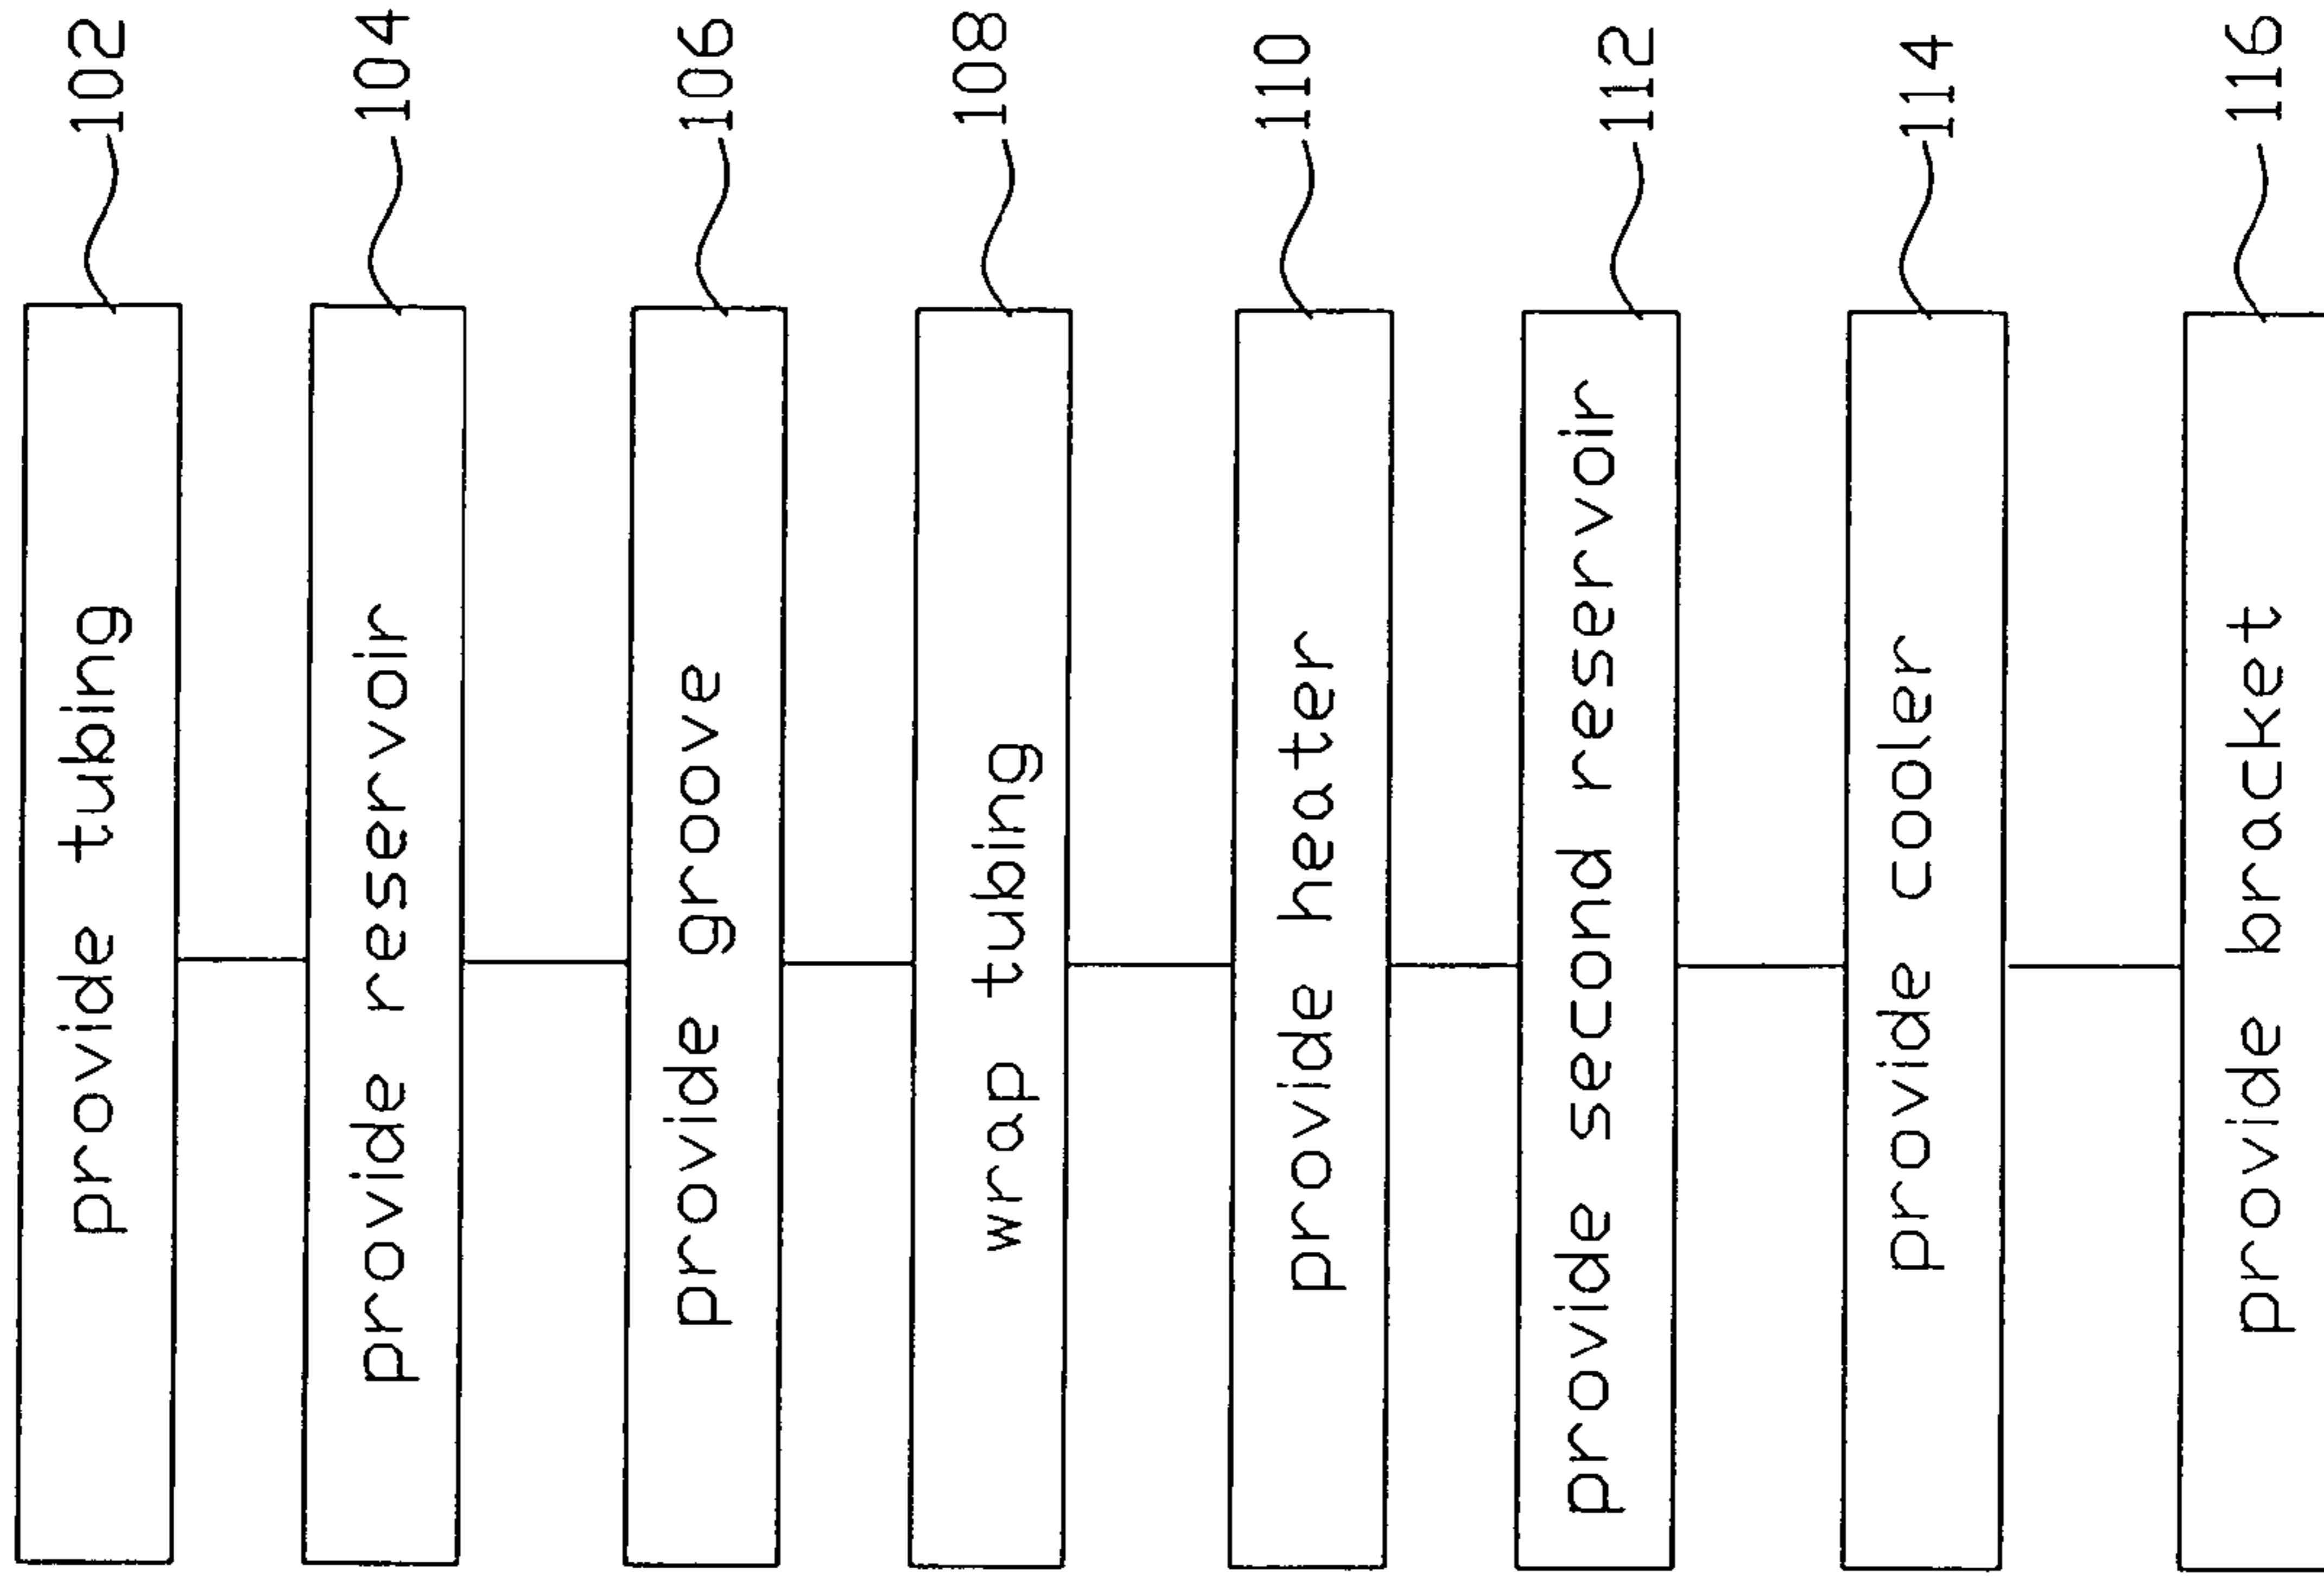 provide tubing 102
provide reservoir 104
provide groove 106
wrap tubing 108
provide heater 110
provide second reservoir 112
provide cooler 114
provide bracket 116